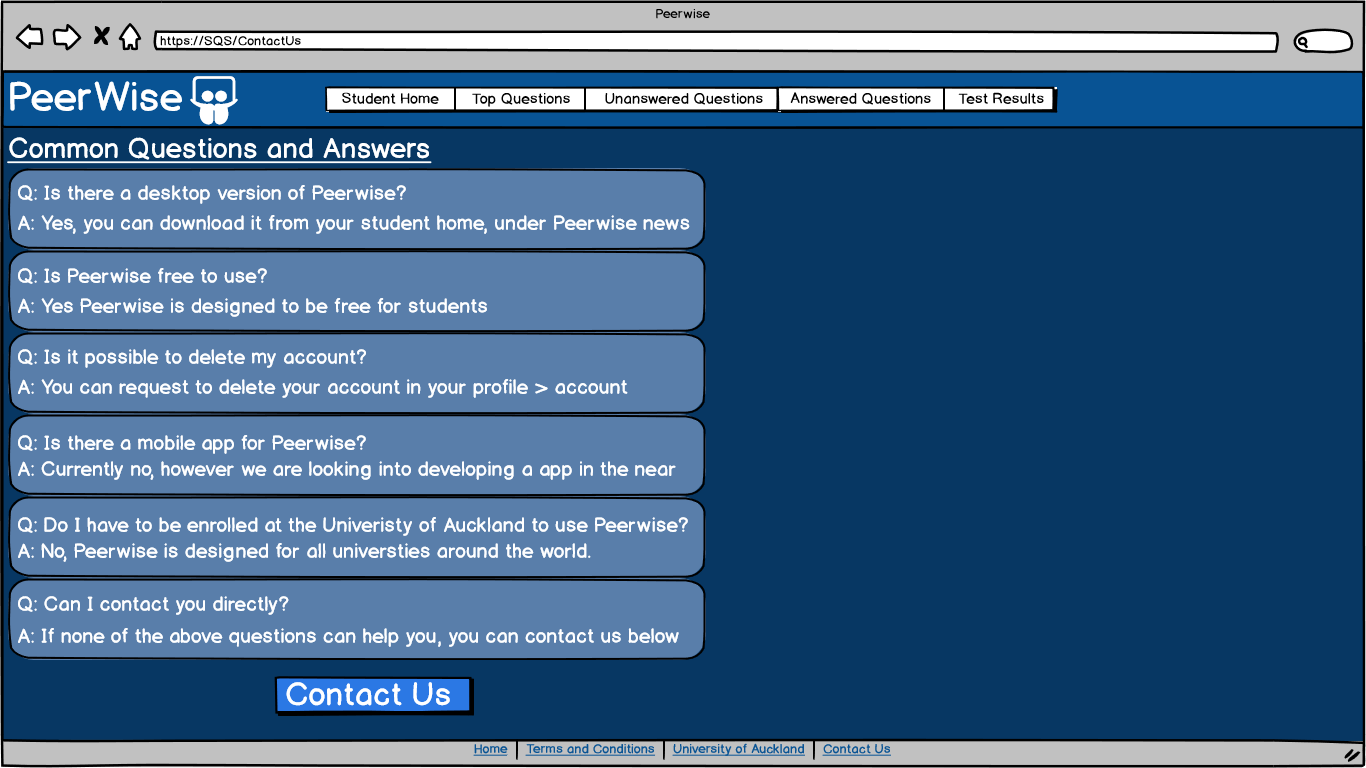 Peerwise
https://SQS/ContactUs
PeerWise
Student Home
Top Questions
Unanswered Questions
Answered Questions
Test Results
Common Questions and Answers
Q: Is there a desktop version of Peerwise?
A: Yes, you can download it from your student home, under Peerwise news
Q: Is Peerwise free to use?
A: Yes Peerwise is designed to be free for students
Q: Is it possible to delete my account?
A: You can request to delete your account in your profile > account
Q: Is there a mobile app for Peerwise?
A: Currently no, however we are looking into developing a app in the near
Q: Do I have to be enrolled at the Univeristy of Auckland to use Peerwise?
A: No, Peerwise is designed for all universties around the world.
Q: Can I contact you directly?
A: If none of the above questions can help you, you can contact us below
Contact Us
Home
Terms and Conditions
University of Auckland
Contact Us